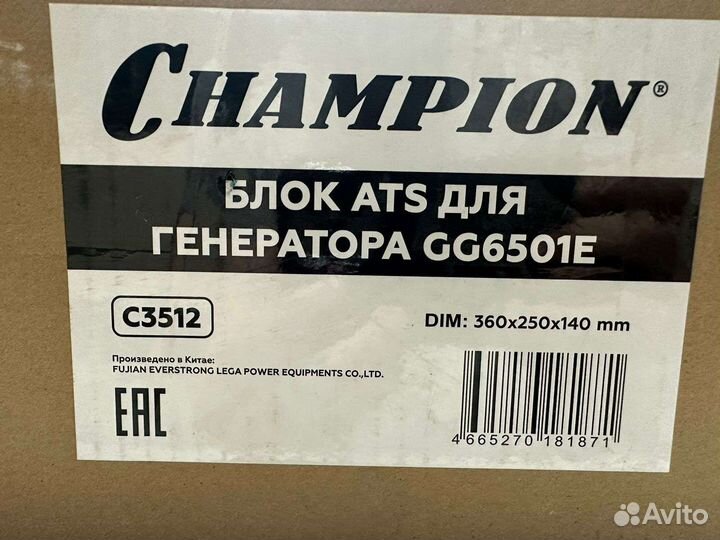 CHAMPION®
БЛОК ATS ДЛЯ
ГЕНЕРАТОРА GG6501E
C3512
DIM: 360x250x140 mm
Произведено в Китае:
FUJIAN EVERSTRONG LEGA POWER EQUIPMENTS CO.,LTD.
EAC
4 665270 181871
Avito